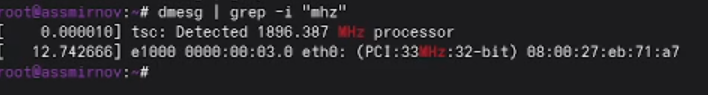 root@assmirnov:~# dmesg | grep -i "mhz"
[    0.000010] tsc: Detected 1896.387 MHz processor
[   12.742666] e1000 0000:00:03.0 eth0: (PCI:33MHz:32-bit) 08:00:27:eb:71:a7
root@assmirnov:~#